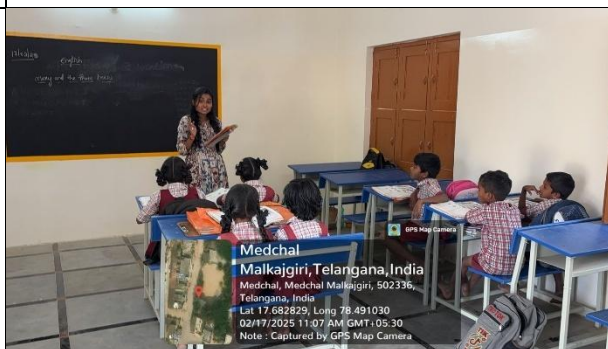 english
GPS Map Camera
Medchal
Malkajgiri,Telangana,India
Medchal, Medchal Malkajgiri, 502336,
Telangana, India
Lat 17.682829, Long 78.491030
02/17/2025 11:07 AM GMT+05:30
Note : Captured by GPS Map Camera